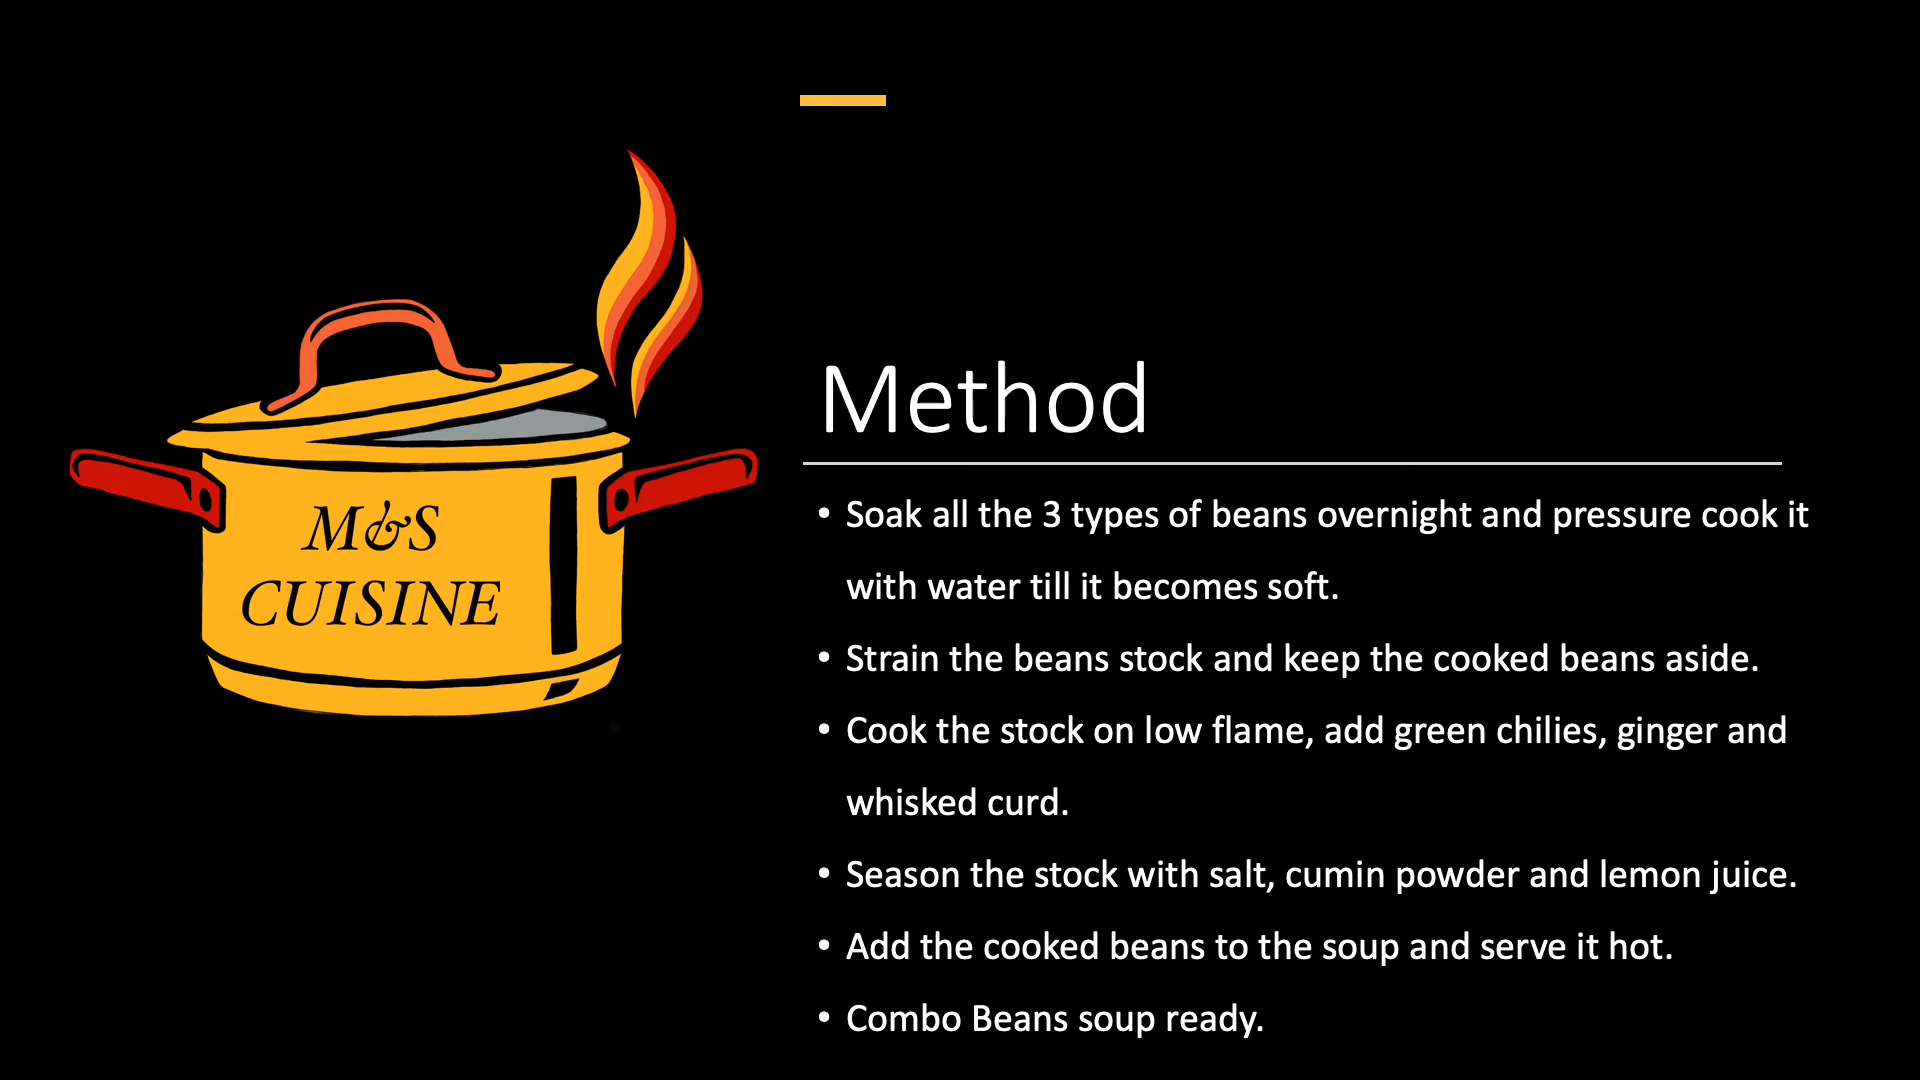 M&S
CUISINE
Method
• Soak all the 3 types of beans overnight and pressure cook it
with water till it becomes soft.
• Strain the beans stock and keep the cooked beans aside.
• Cook the stock on low flame, add green chilies, ginger and
whisked curd.
• Season the stock with salt, cumin powder and lemon juice.
• Add the cooked beans to the soup and serve it hot.
• Combo Beans soup ready.